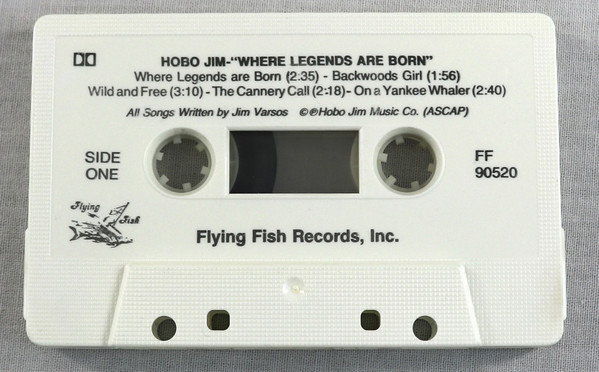 HOBO JIM-"WHERE LEGENDS ARE BORN"
Where Legends are Born (2:35) - Backwoods Girl (1:56)
Wild and Free (3:10) - The Cannery Call (2:18) - On a Yankee Whaler (2:40)
All Songs Written by Jim Varsos ©℗Hobo Jim Music Co. (ASCAP)
SIDE
ONE
FF
90520
Flying
Fish
Flying Fish Records, Inc.